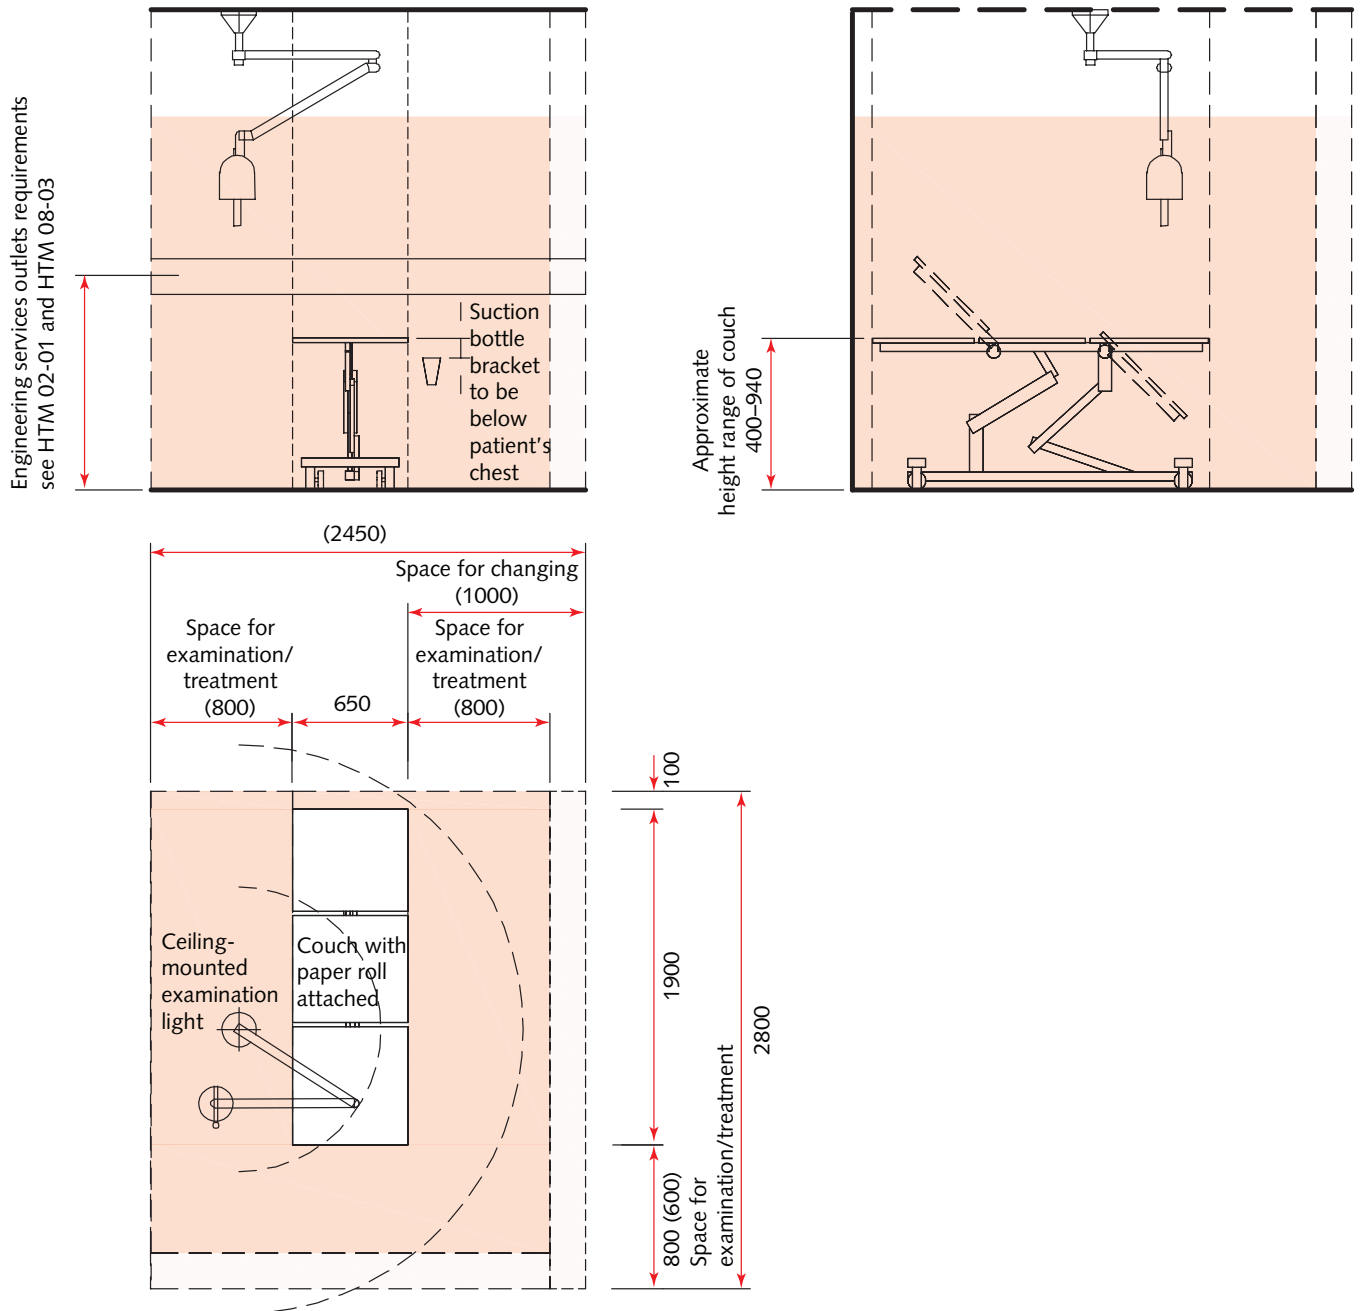 Engineering services outlets requirements
see HTM 02-01 and HTM 08-03
Suction
bottle
bracket
to be
below
patient's
chest
Approximate
height range of couch
400–940
(2450)
Space for changing
(1000)
Space for
examination/
treatment
(800)
650
Space for
examination/
treatment
(800)
100
1900
2800
800 (600)
Space for
examination/treatment
Ceiling-
mounted
examination
light
Couch with
paper roll
attached